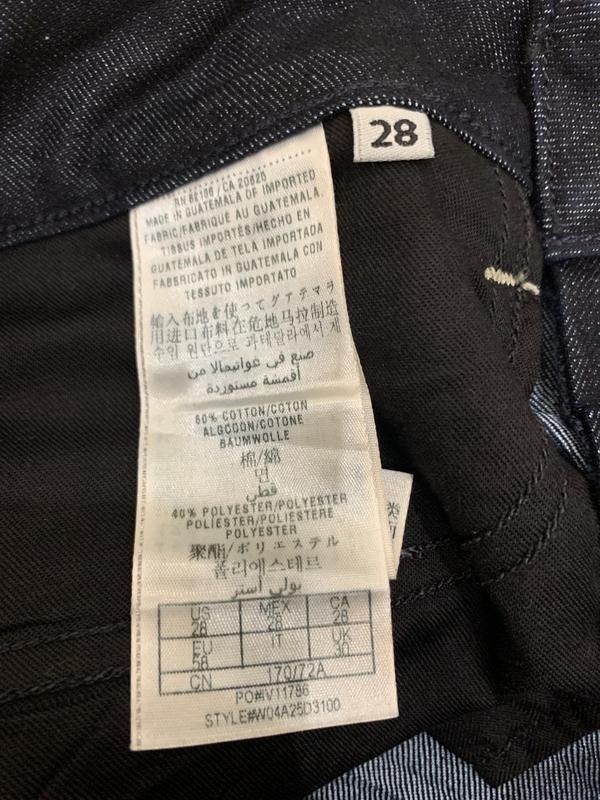 28
RN 62136 / CA 20625
MADE IN GUATEMALA OF IMPORTED
FABRIC/FABRIQUÉ AU GUATEMALA,
TISSUS IMPORTÉS/HECHO EN
GUATEMALA DE TELA IMPORTADA
FABBRICATO IN GUATEMALA CON
TESSUTO IMPORTATO
輸入布地を使ってグアテマラ
用进口布料在危地马拉制造
수입 원단으로 과테말라에서 제
صنع في غواتيمالا من
أقمشة مستوردة
60% COTTON/COTON
ALGODON/COTONE
BAUMWOLLE
棉/綿
면
قطن
40% POLYESTER/POLYESTER
POLIÉSTER/POLIESTERE
POLYESTER
聚酯/ポリエステル
폴리에스테르
بولي أستر
US 28 MEX 28 CA 28
EU 58 IT UK 30
CN 170/72A
PO#V11786
STYLE#W04A25D3100